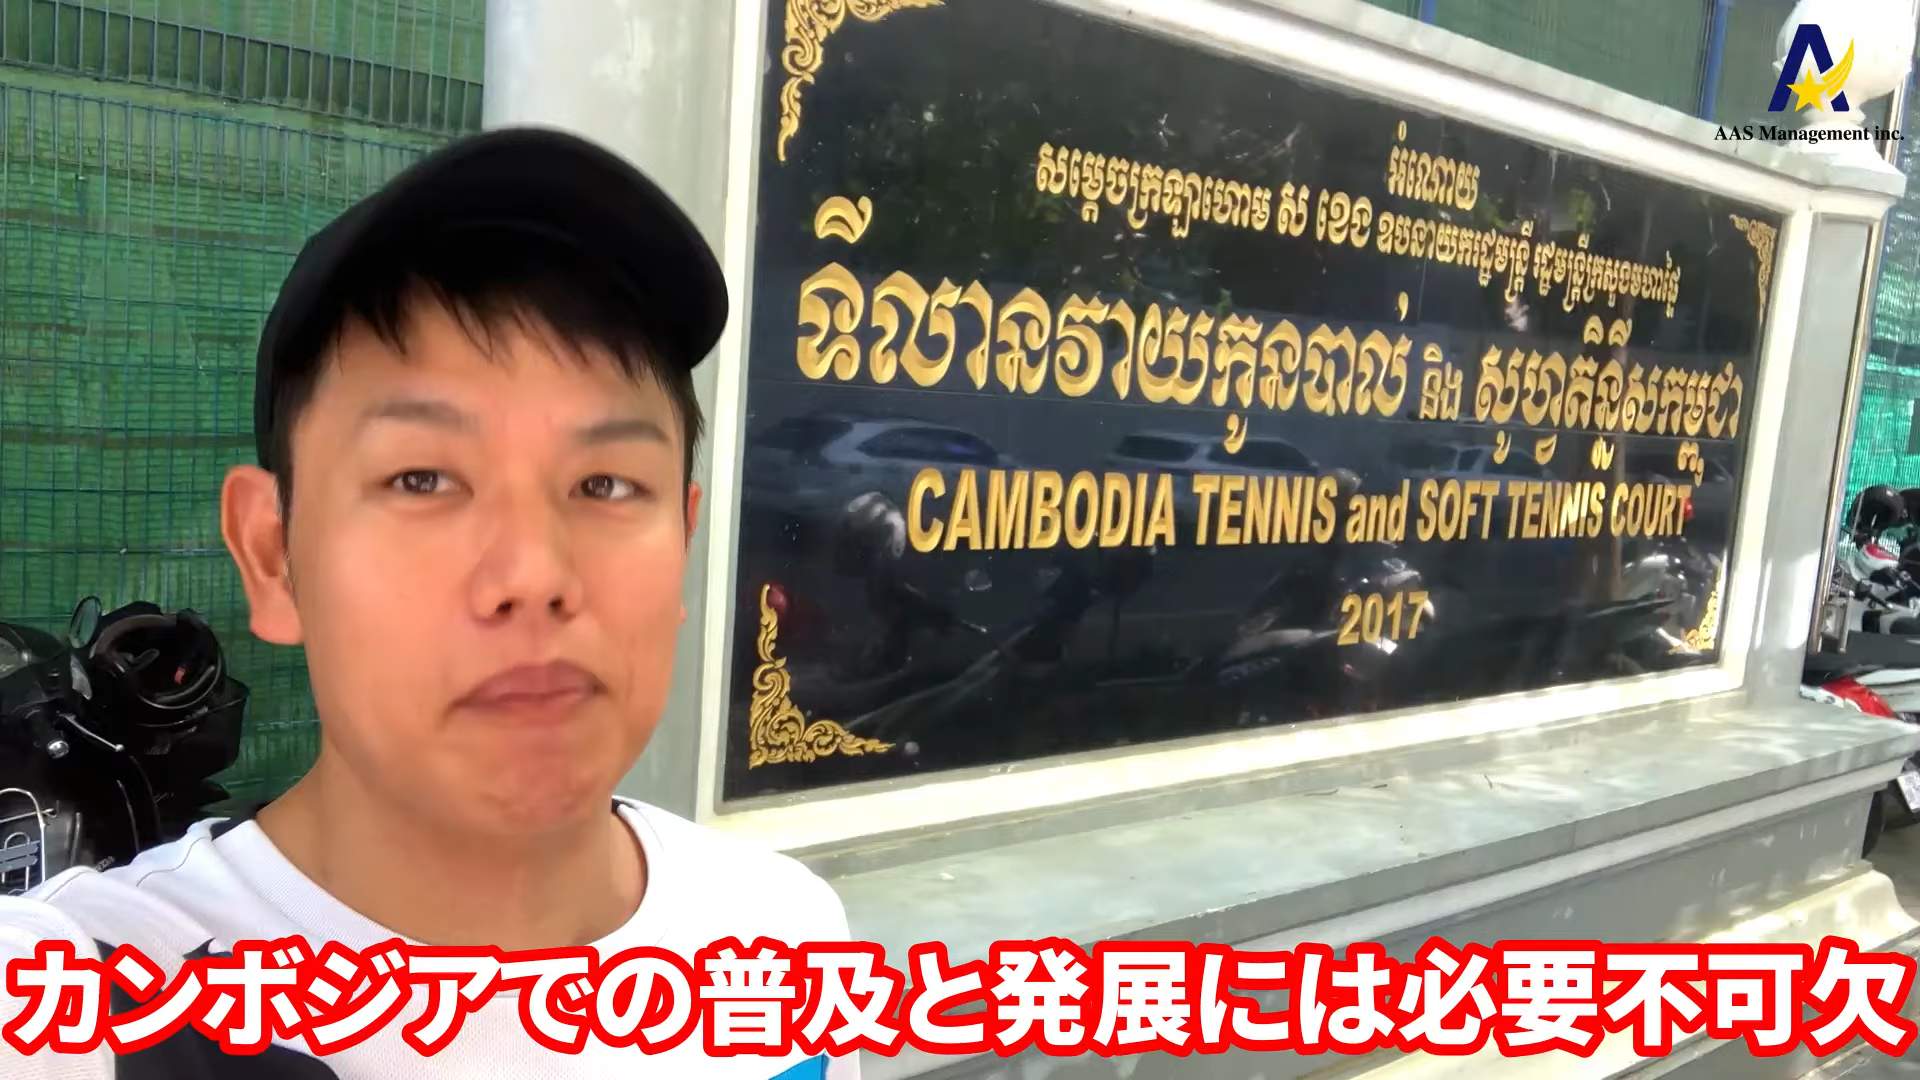 AAS Management inc.
អំណោយ
សម្តេចក្រឡាហោម ស ខេង ឧបនាយករដ្ឋមន្ត្រី រដ្ឋមន្ត្រីក្រសួងមហាផ្ទៃ
ទីលានវាយកូនបាល់ និង សូហ្វតិន្នីសកម្ពុជា
CAMBODIA TENNIS and SOFT TENNIS COURT
2017
カンボジアでの普及と発展には必要不可欠